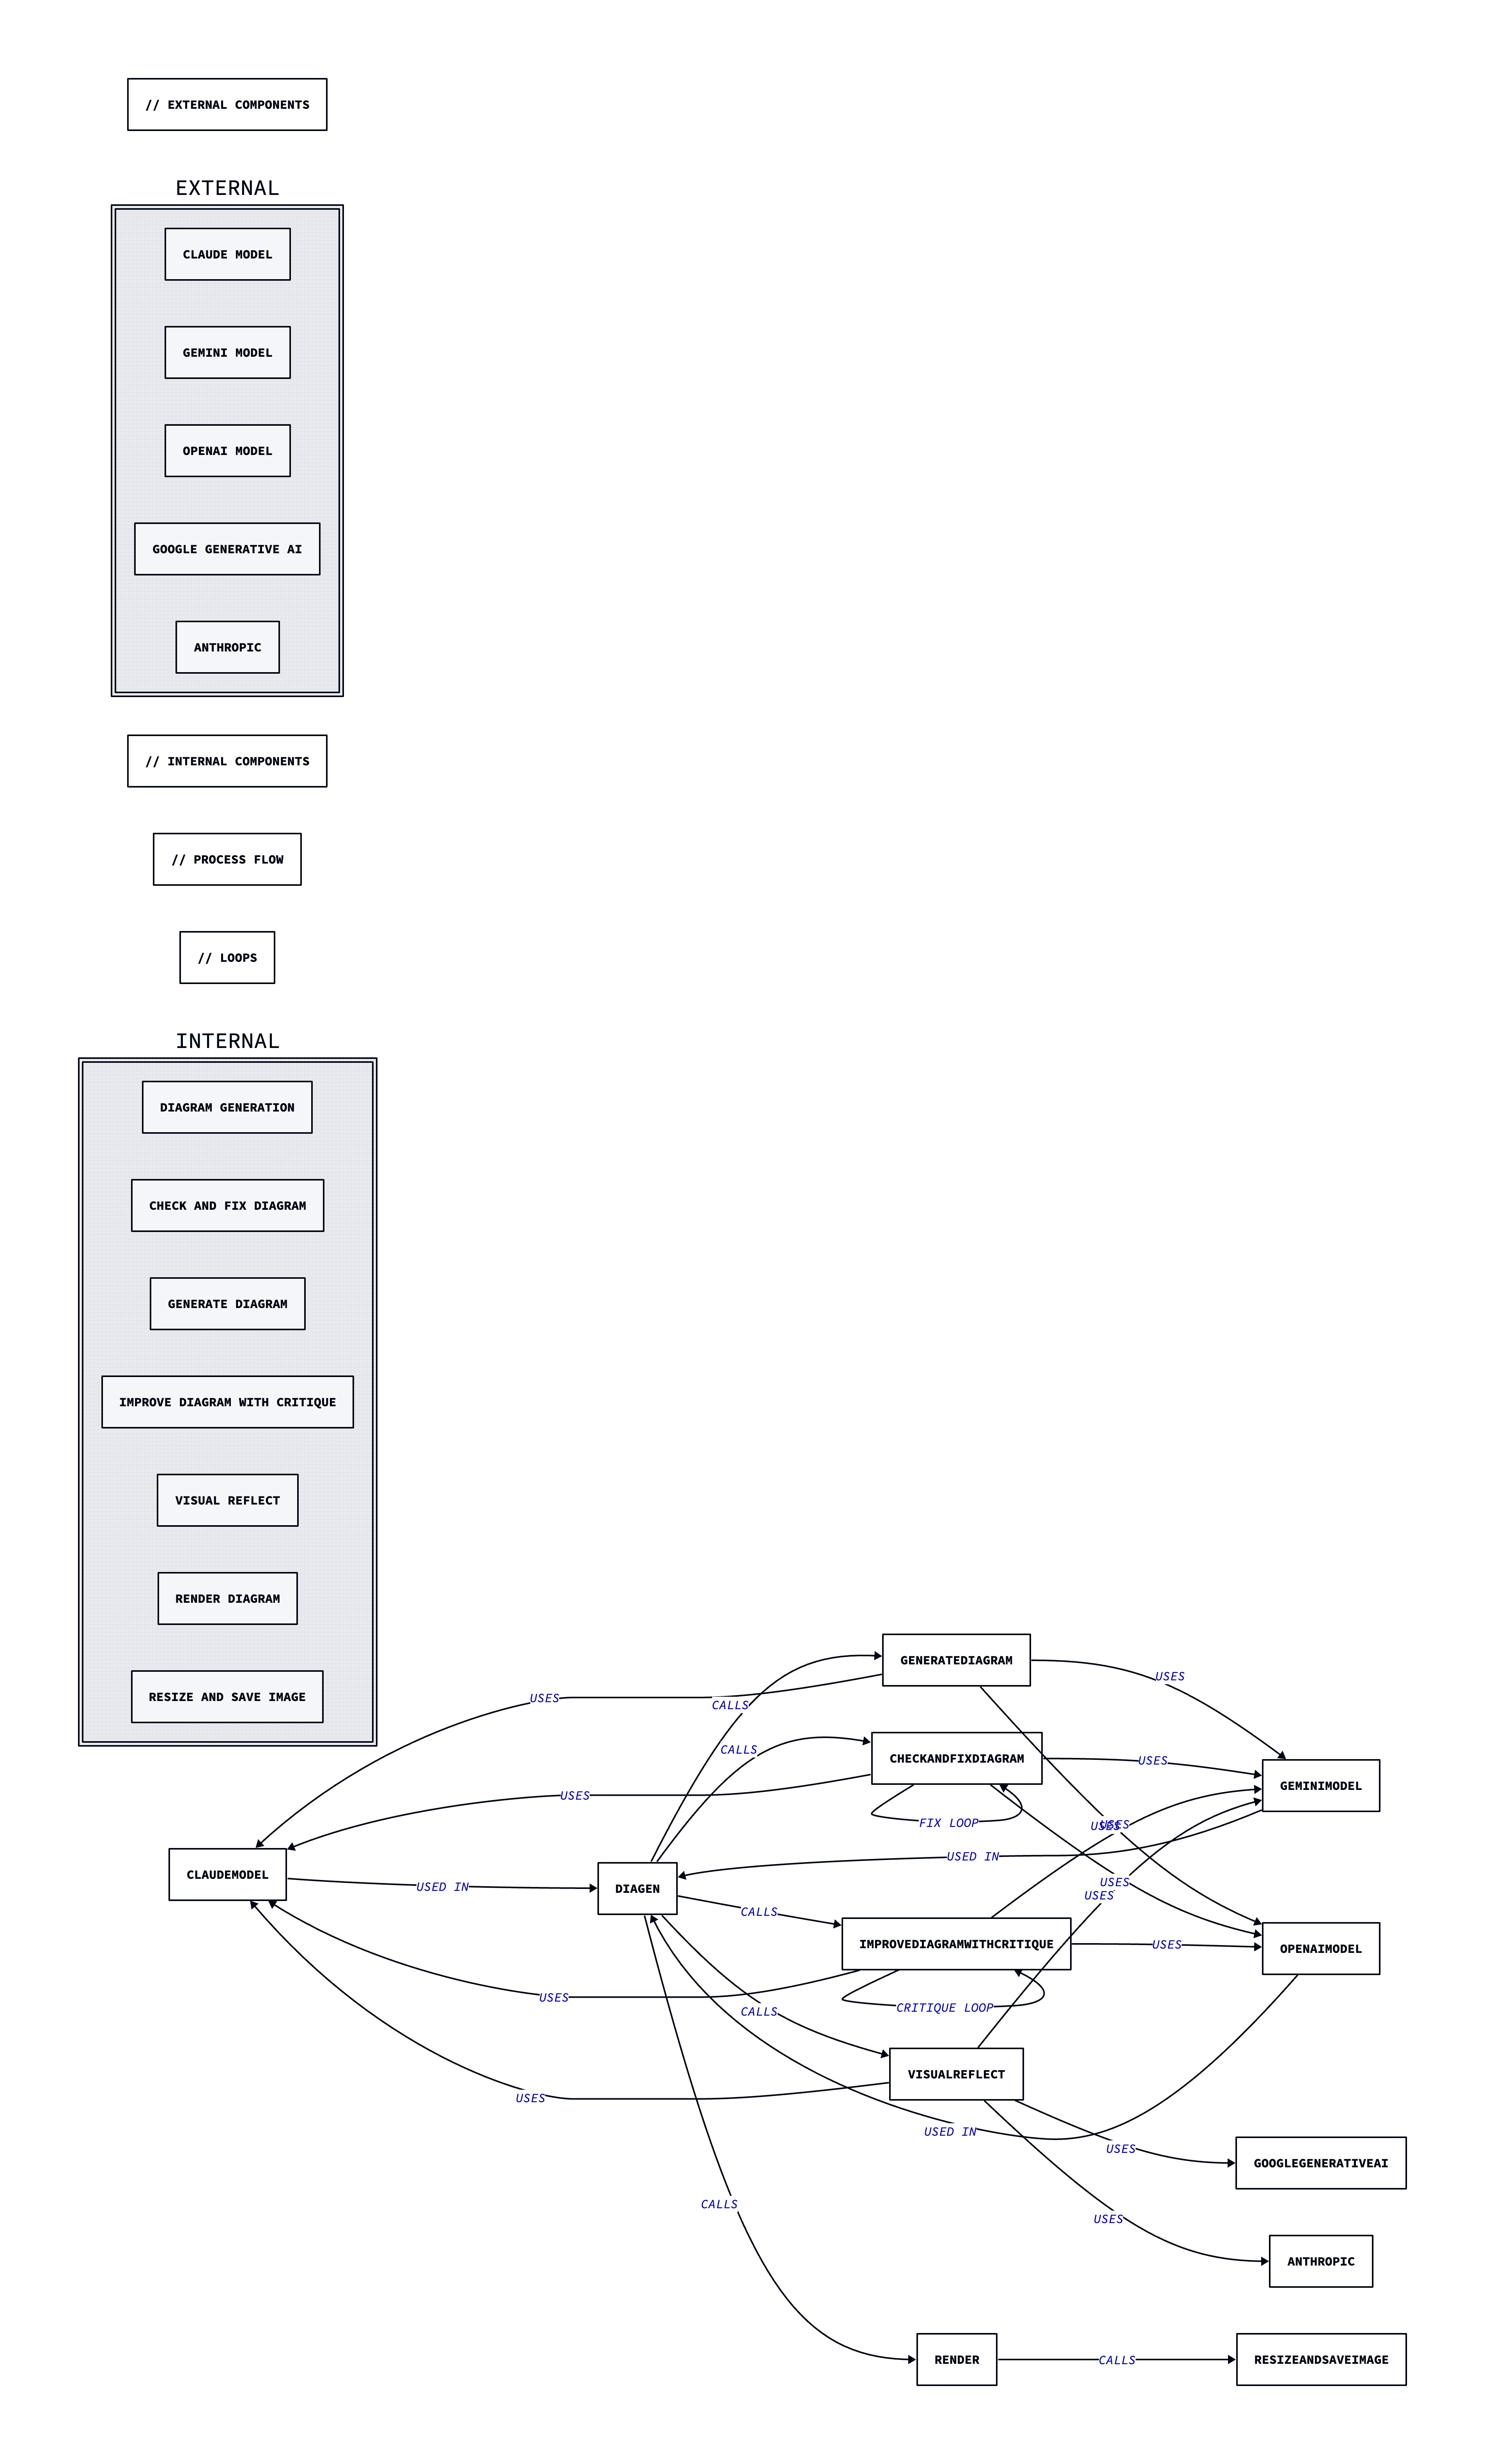 // EXTERNAL COMPONENTS
EXTERNAL
CLAUDE MODEL
GEMINI MODEL
OPENAI MODEL
GOOGLE GENERATIVE AI
ANTHROPIC
// INTERNAL COMPONENTS
// PROCESS FLOW
// LOOPS
INTERNAL
DIAGRAM GENERATION
CHECK AND FIX DIAGRAM
GENERATE DIAGRAM
IMPROVE DIAGRAM WITH CRITIQUE
VISUAL REFLECT
RENDER DIAGRAM
RESIZE AND SAVE IMAGE
GENERATEDIAGRAM
USES
USES
CALLS
CALLS
CHECKANDFIXDIAGRAM
USES
GEMINIMODEL
USES
FIX LOOP
USES
USES
USED IN
CLAUDEMODEL
USED IN
DIAGEN
USES
USES
CALLS
IMPROVEDIAGRAMWITHCRITIQUE
USES
OPENAIMODEL
USES
CRITIQUE LOOP
CALLS
VISUALREFLECT
USES
USED IN
USES
GOOGLEGENERATIVEAI
CALLS
USES
ANTHROPIC
RENDER
CALLS
RESIZEANDSAVEIMAGE